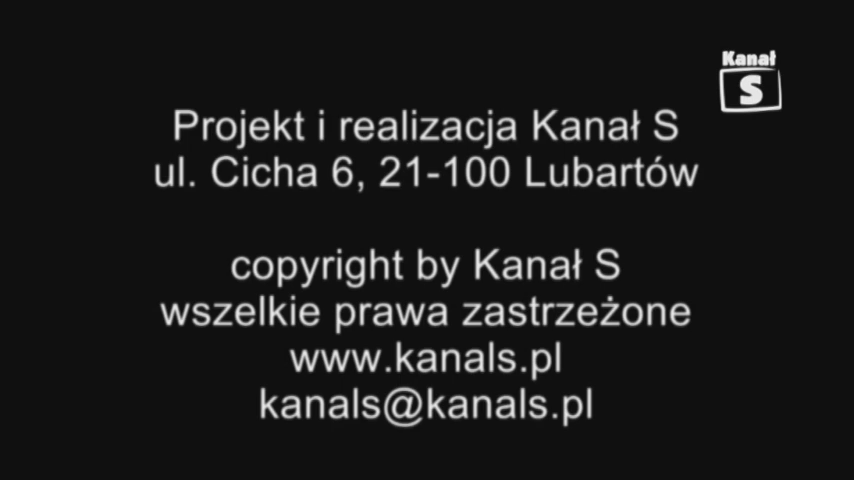 Kanał
S
Projekt i realizacja Kanał S
ul. Cicha 6, 21-100 Lubartów
copyright by Kanał S
wszelkie prawa zastrzeżone
www.kanals.pl
kanals@kanals.pl